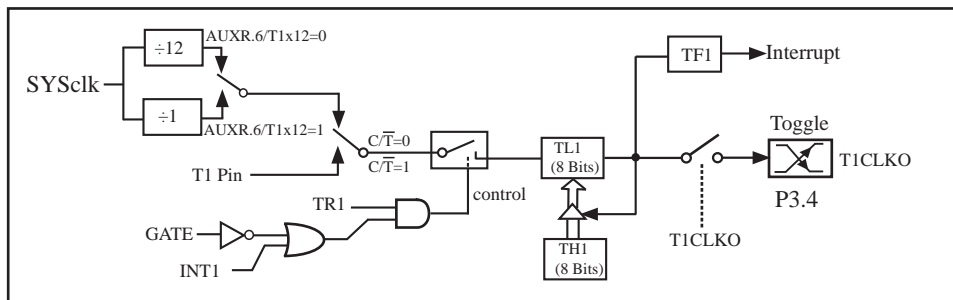 AUXR.6/T1x12=0
÷12
SYSclk
÷1
AUXR.6/T1x12=1
T1 Pin
C/T̅=0
C/T̅=1
TR1
GATE
INT1
control
TL1
(8 Bits)
TH1
(8 Bits)
TF1
Interrupt
Toggle
T1CLKO
P3.4
T1CLKO